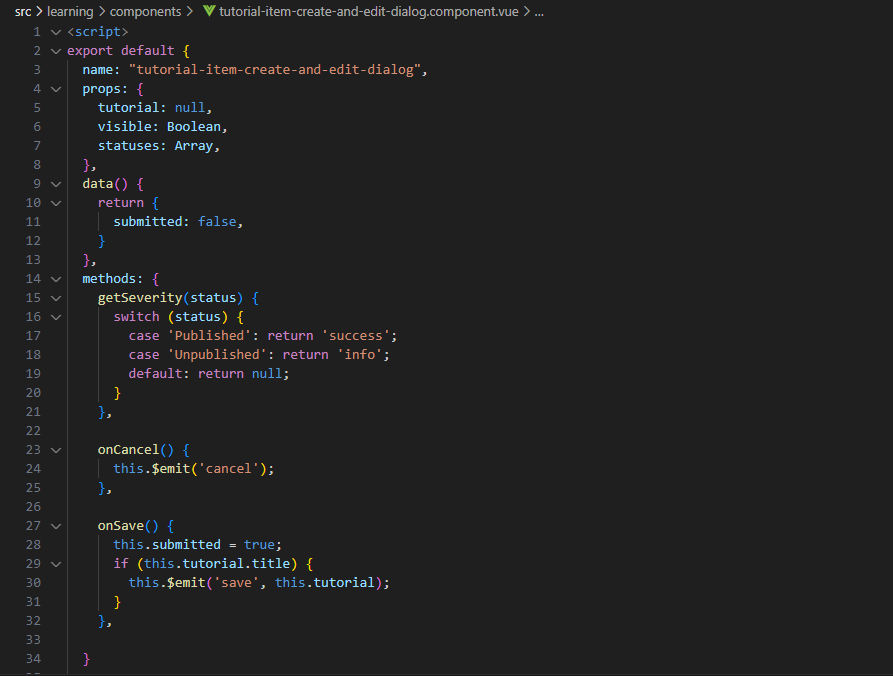 src > learning > components > tutorial-item-create-and-edit-dialog.component.vue > ...
1 <script>
2 export default {
3   name: "tutorial-item-create-and-edit-dialog",
4   props: {
5     tutorial: null,
6     visible: Boolean,
7     statuses: Array,
8   },
9   data() {
10     return {
11       submitted: false,
12     }
13   },
14   methods: {
15     getSeverity(status) {
16       switch (status) {
17         case 'Published': return 'success';
18         case 'Unpublished': return 'info';
19         default: return null;
20       }
21     },
22
23     onCancel() {
24       this.$emit('cancel');
25     },
26
27     onSave() {
28       this.submitted = true;
29       if (this.tutorial.title) {
30         this.$emit('save', this.tutorial);
31       }
32     },
33
34   }